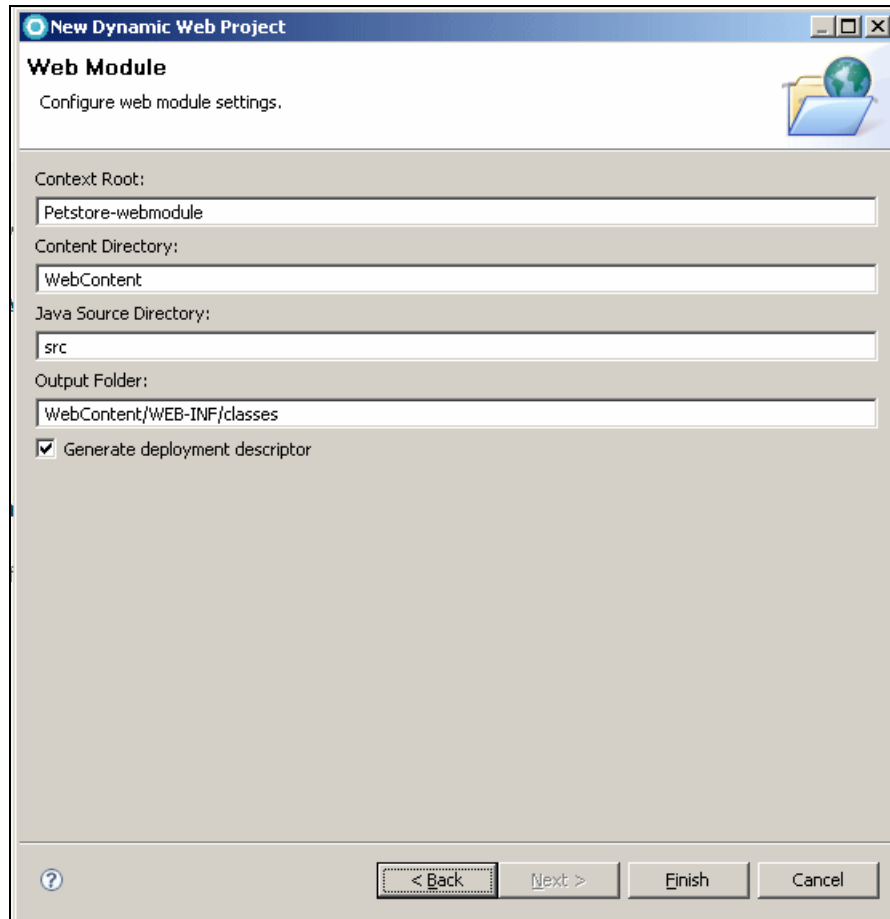 New Dynamic Web Project
Web Module
Configure web module settings.
Context Root:
Petstore-webmodule
Content Directory:
WebContent
Java Source Directory:
src
Output Folder:
WebContent/WEB-INF/classes
Generate deployment descriptor
? < Back Next > Finish Cancel